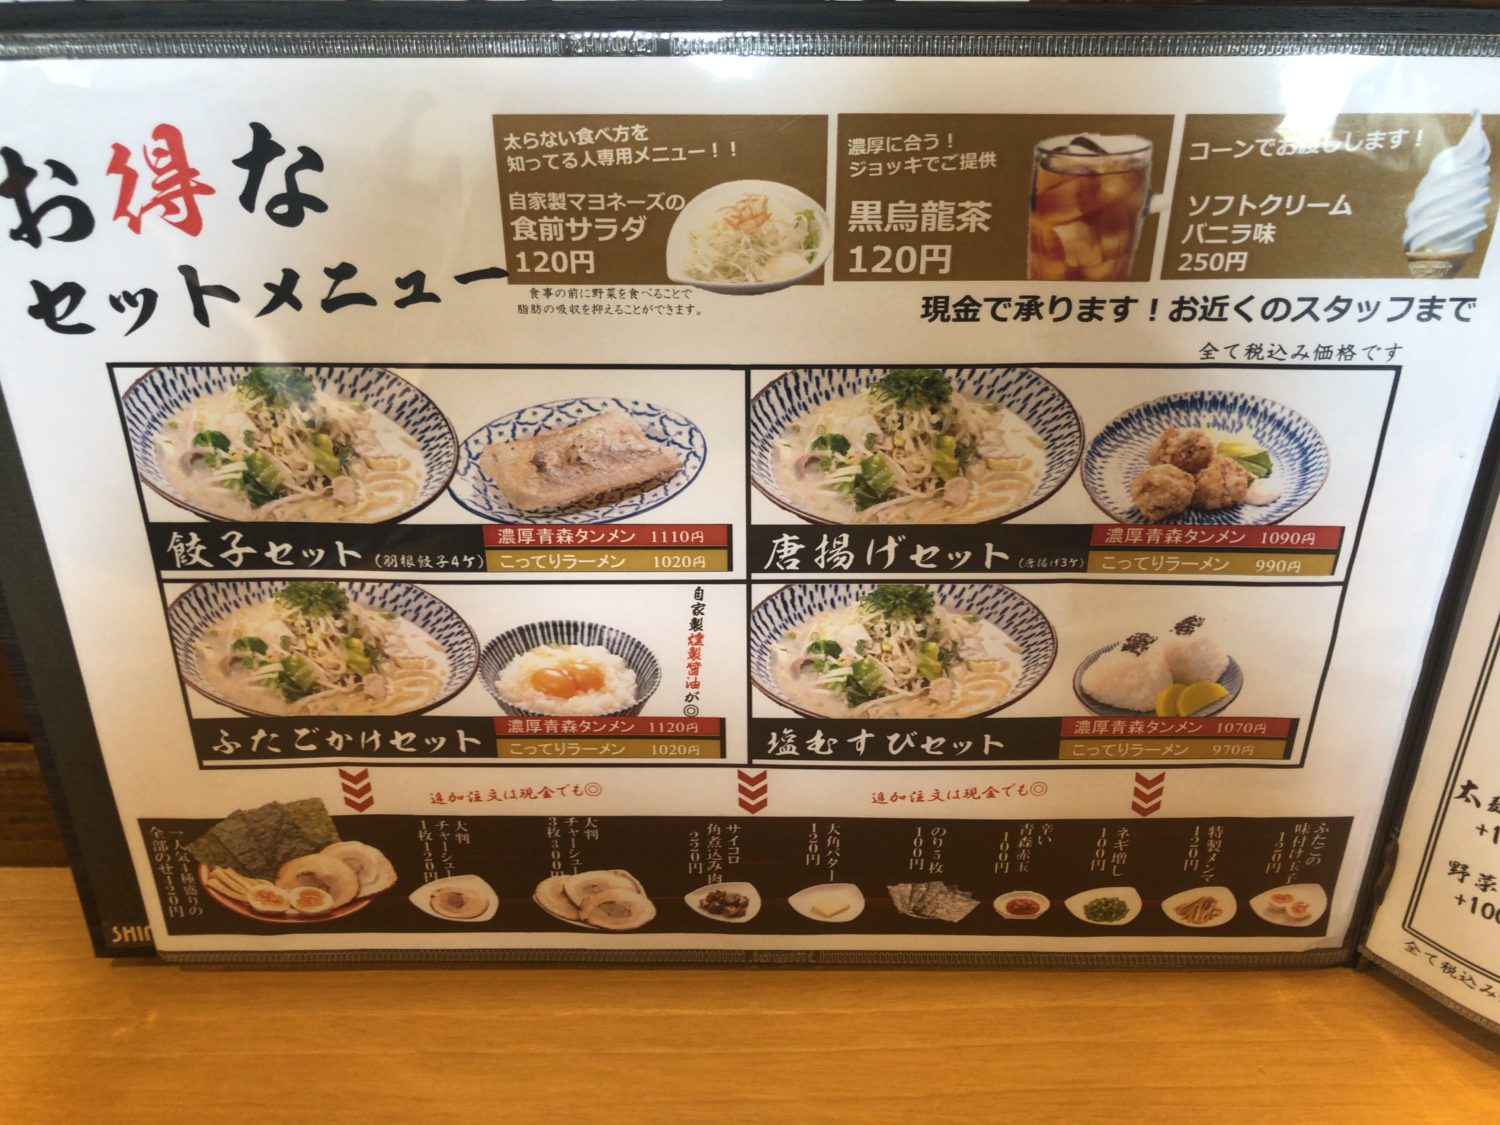 お得な
セットメニュー
太らない食べ方を
知ってる人専用メニュー！！
自家製マヨネーズの
食前サラダ
120円
食事の前に野菜を食べることで
脂肪の吸収を抑えることができます。
濃厚に合う！
ジョッキでご提供
黒烏龍茶
120円
コーンでお渡しします！
ソフトクリーム
バニラ味
250円
現金で承ります！お近くのスタッフまで
全て税込み価格です
餃子セット (羽根餃子4ケ)
濃厚青森タンメン 1110円
こってりラーメン 1020円
唐揚げセット (唐揚げ3ケ)
濃厚青森タンメン 1090円
こってりラーメン 990円
自家製燻製醤油が◎
ふたごかけセット
濃厚青森タンメン 1120円
こってりラーメン 1020円
塩むすびセット
濃厚青森タンメン 1070円
こってりラーメン 970円
追加注文は現金でも◎
追加注文は現金でも◎
一人気4種盛りの
全部のせ
大判
チャーシュー
1枚120円
大判
チャーシュー
3枚300円
サイコロ
角煮込み肉
220円
大角バター
120円
のり5枚
100円
辛い
青森赤玉
100円
ネギ増し
100円
特製メンマ
120円
ふたごの
味付け玉子
120円
太
野菜
+100
全て税込み